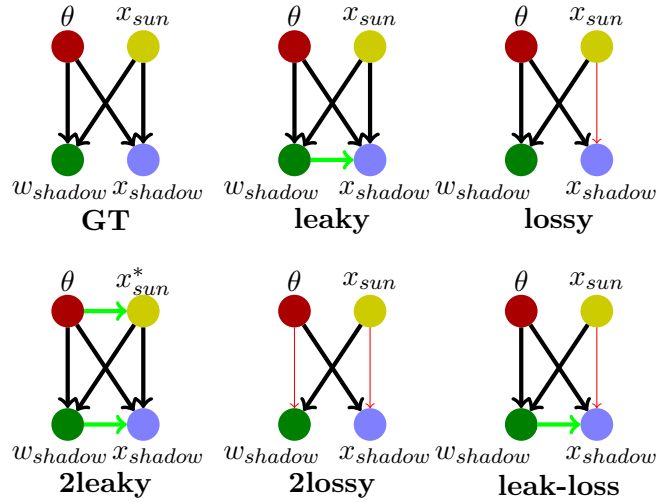 θ x_sun θ x_sun θ x_sun
w_shadow x_shadow w_shadow x_shadow w_shadow x_shadow
GT leaky lossy
θ x*_sun θ x_sun θ x_sun
w_shadow x_shadow w_shadow x_shadow w_shadow x_shadow
2leaky 2lossy leak-loss